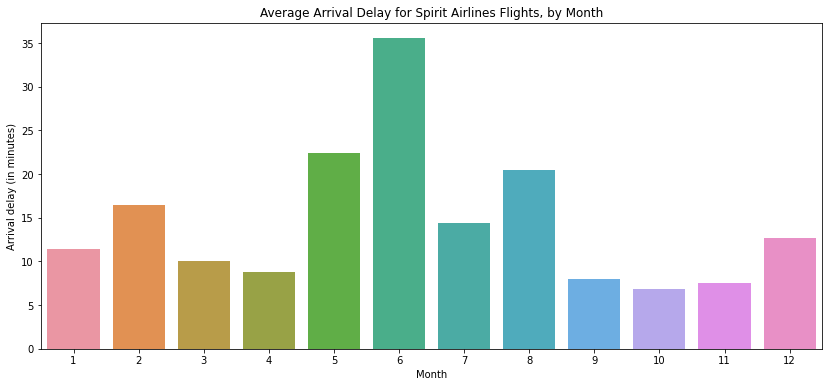 Average Arrival Delay for Spirit Airlines Flights, by Month
Arrival delay (in minutes)
35
30
25
20
15
10
5
0
1 2 3 4 5 6 7 8 9 10 11 12
Month